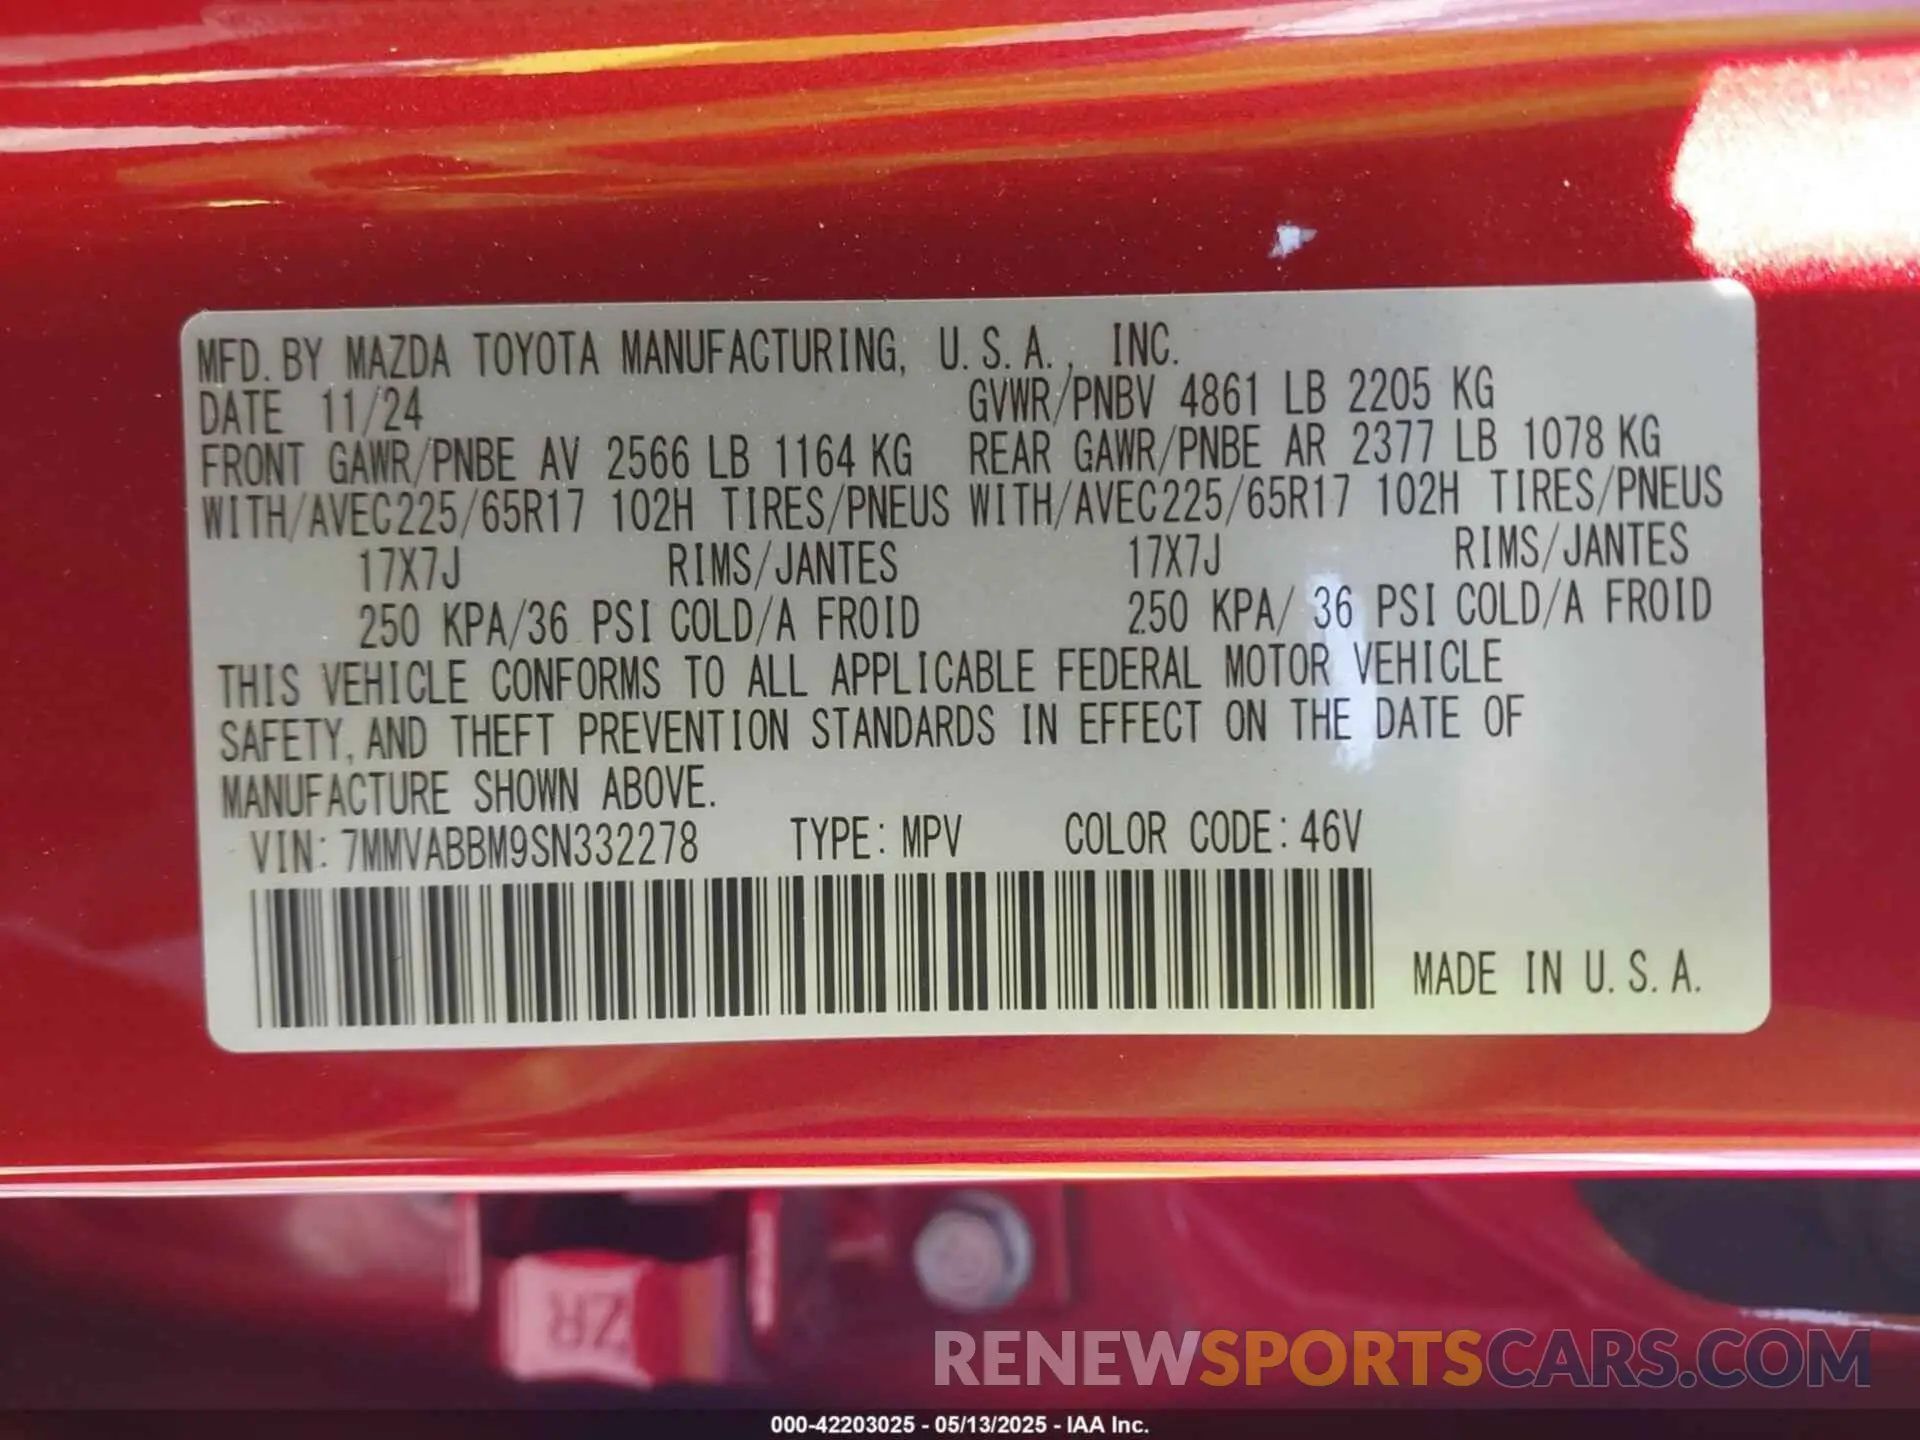 MFD. BY MAZDA TOYOTA MANUFACTURING, U.S.A., INC.
DATE 11/24 GVWR/PNBV 4861 LB 2205 KG
FRONT GAWR/PNBE AV 2566 LB 1164 KG REAR GAWR/PNBE AR 2377 LB 1078 KG
WITH/AVEC225/65R17 102H TIRES/PNEUS WITH/AVEC225/65R17 102H TIRES/PNEUS
17X7J RIMS/JANTES 17X7J RIMS/JANTES
250 KPA/36 PSI COLD/A FROID 250 KPA/ 36 PSI COLD/A FROID
THIS VEHICLE CONFORMS TO ALL APPLICABLE FEDERAL MOTOR VEHICLE
SAFETY, AND THEFT PREVENTION STANDARDS IN EFFECT ON THE DATE OF
MANUFACTURE SHOWN ABOVE.
VIN: 7MMVABBM9SN332278 TYPE: MPV COLOR CODE: 46V
MADE IN U.S.A.
ZR
RENEWSPORTSCARS.COM
000-42203025 - 05/13/2025 - IAA Inc.